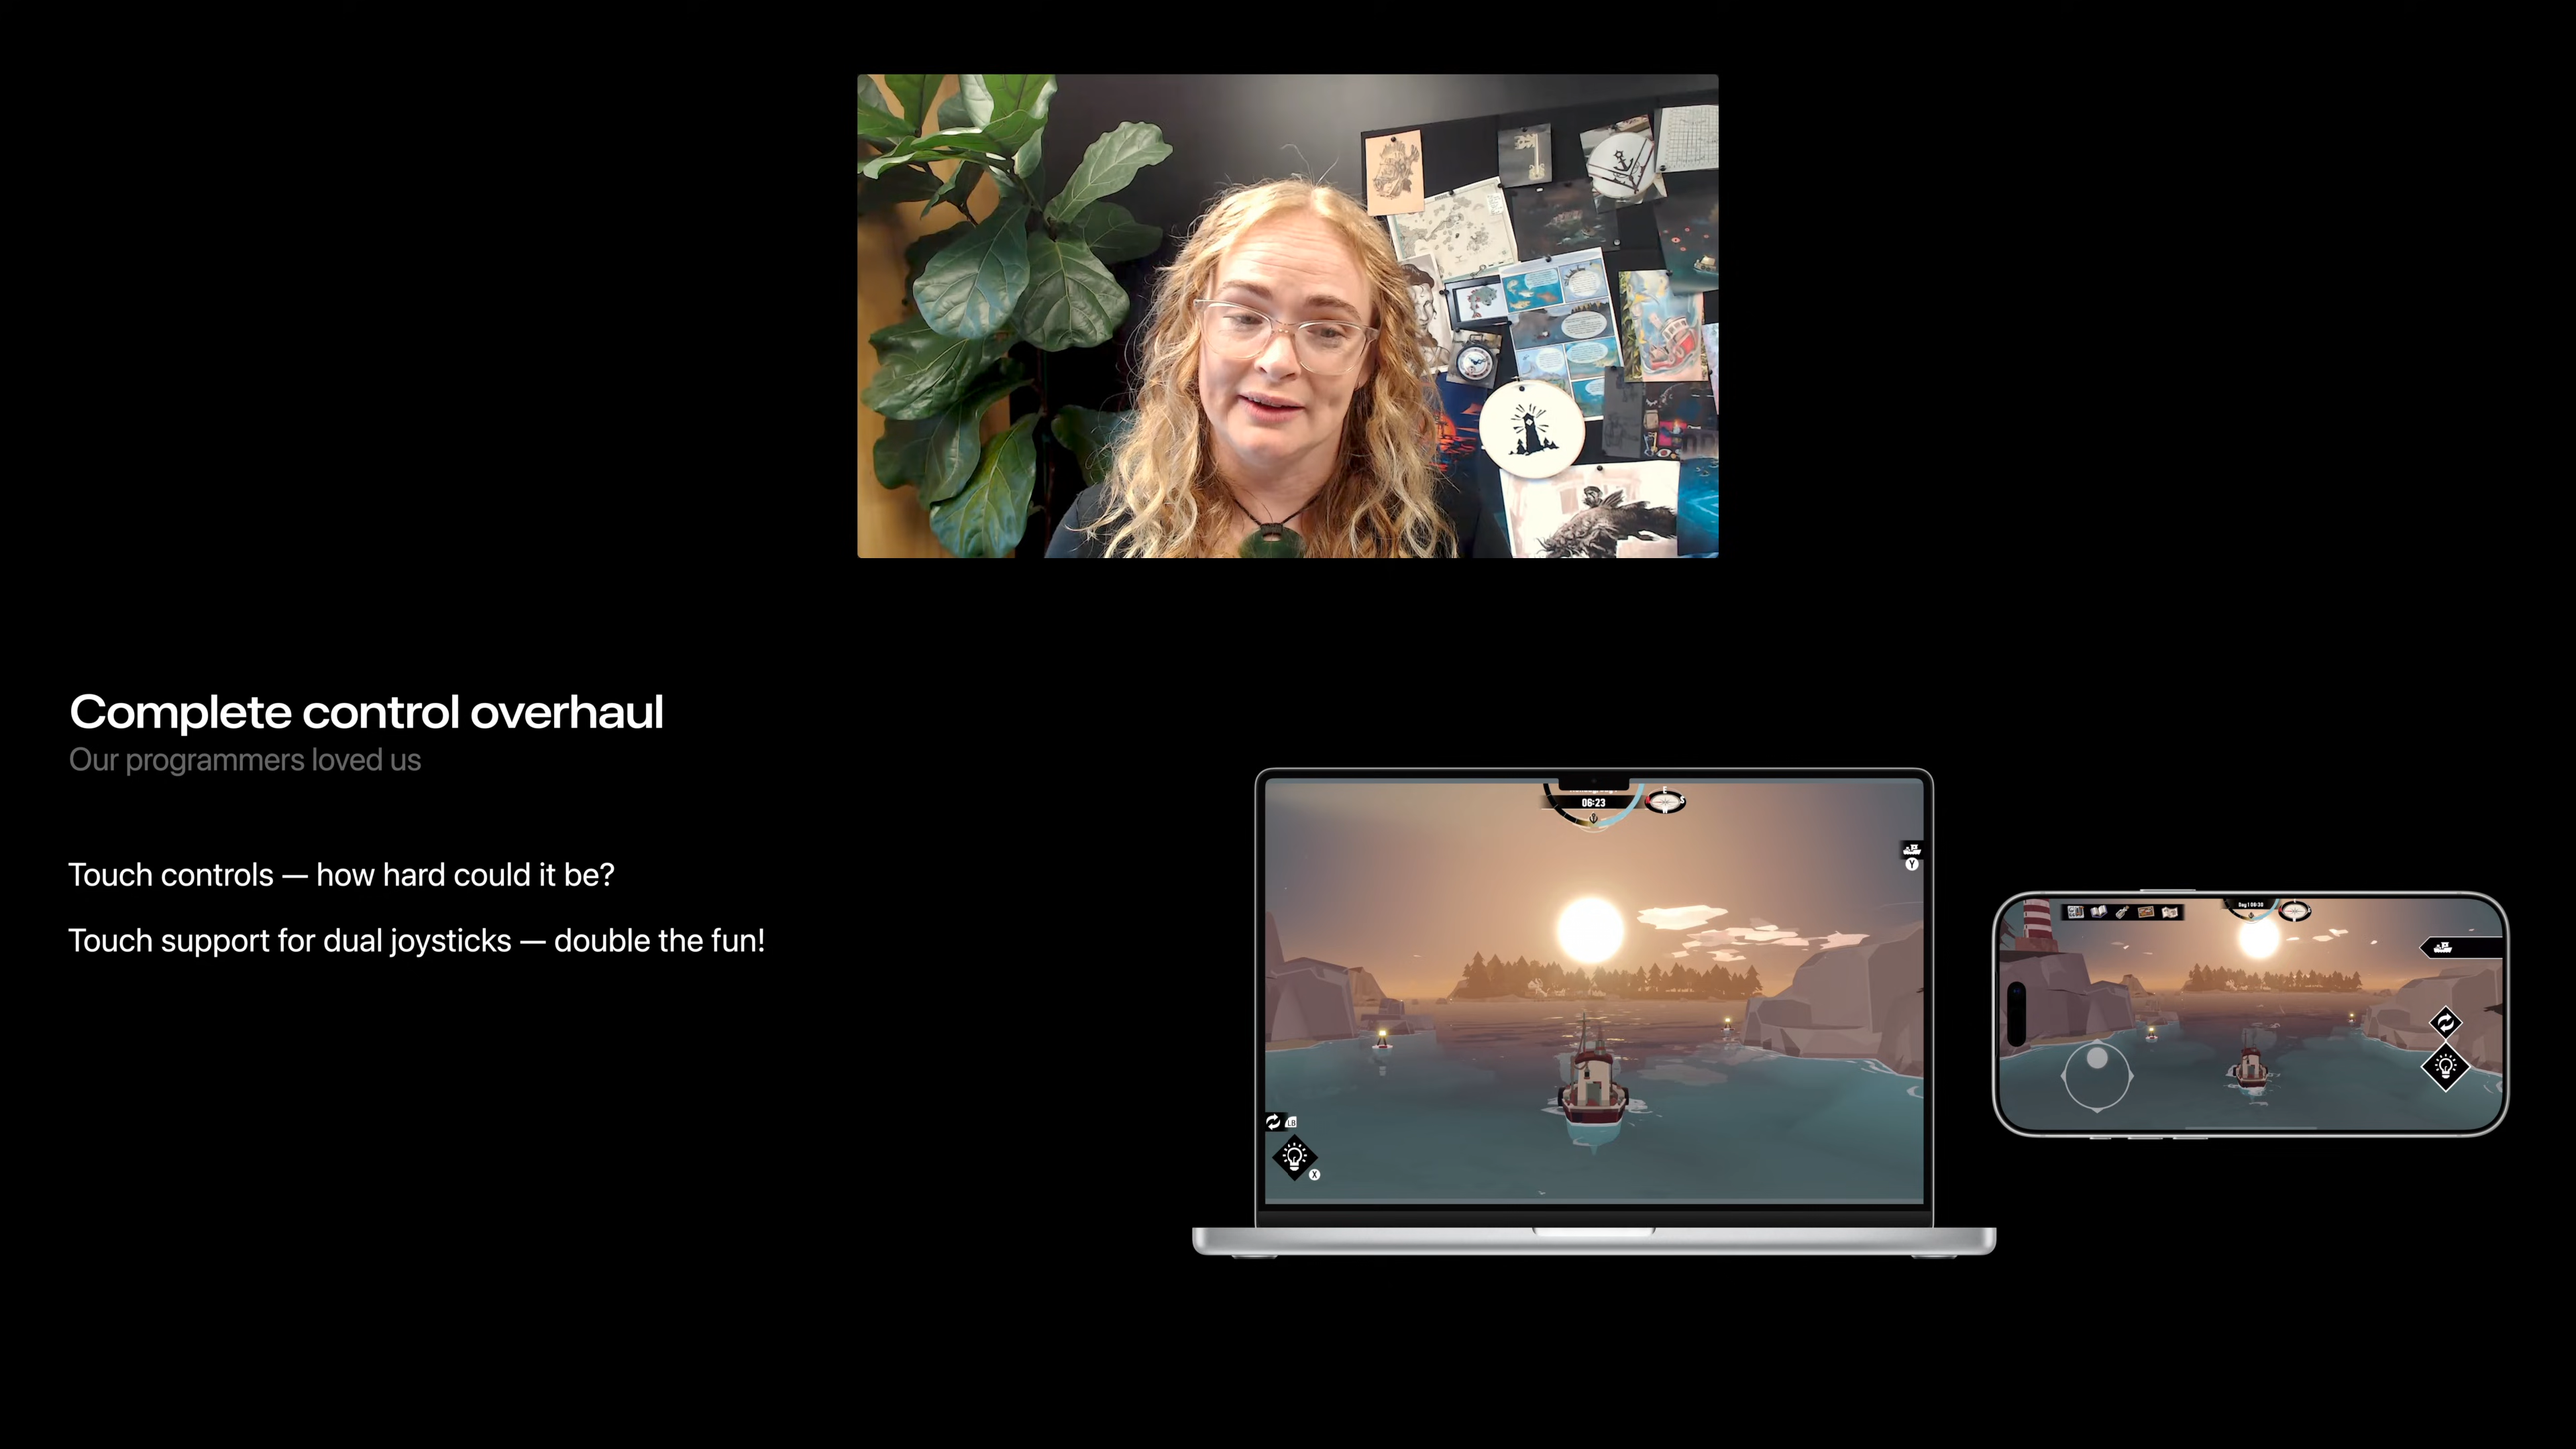 Complete control overhaul
Our programmers loved us
Touch controls — how hard could it be?
Touch support for dual joysticks — double the fun!
06:23
E
S
Y
LB
X